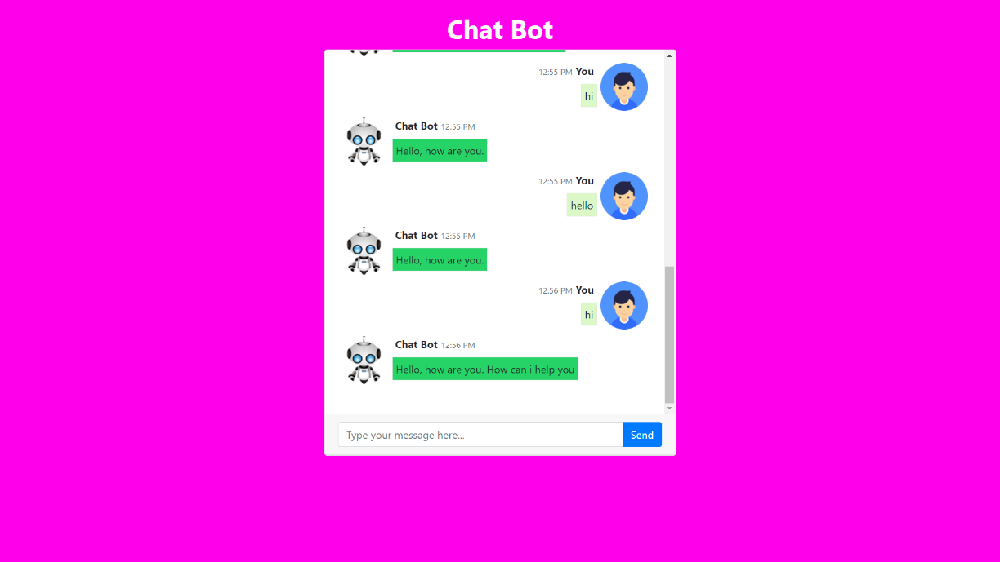 Chat Bot
12:55 PM You
hi
Chat Bot 12:55 PM
Hello, how are you.
12:55 PM You
hello
Chat Bot 12:55 PM
Hello, how are you.
12:56 PM You
hi
Chat Bot 12:56 PM
Hello, how are you. How can i help you
Type your message here... Send